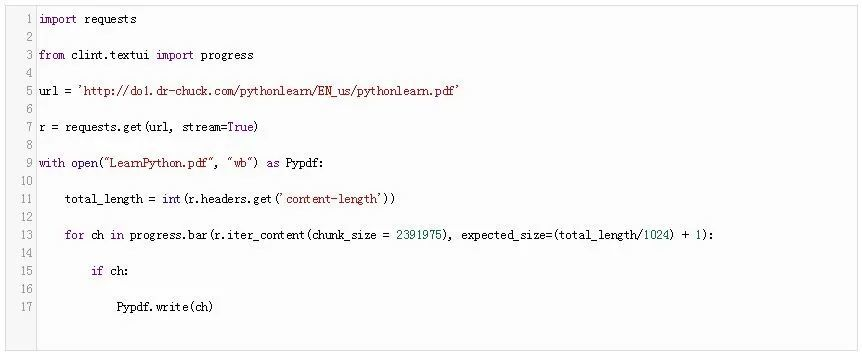 1 import requests
2
3 from clint.textui import progress
4
5 url = 'http://do1.dr-chuck.com/pythonlearn/EN_us/pythonlearn.pdf'
6
7 r = requests.get(url, stream=True)
8
9 with open("LearnPython.pdf", "wb") as Pypdf:
10
11     total_length = int(r.headers.get('content-length'))
12
13     for ch in progress.bar(r.iter_content(chunk_size = 2391975), expected_size=(total_length/1024) + 1):
14
15         if ch:
16
17             Pypdf.write(ch)